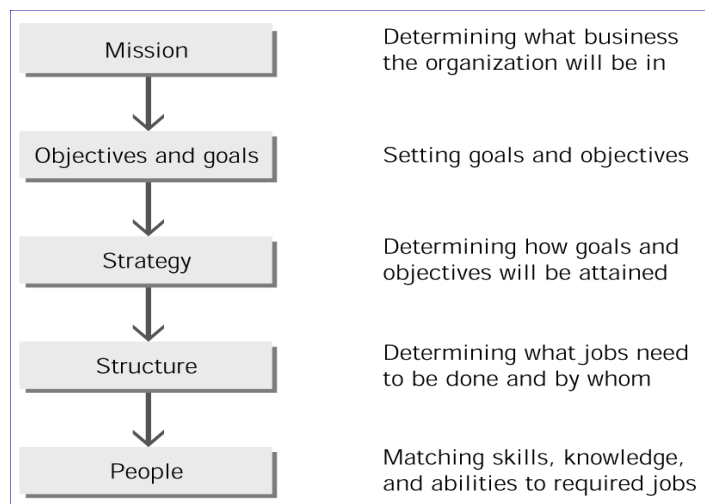 Mission
Determining what business
the organization will be in
Objectives and goals
Setting goals and objectives
Strategy
Determining how goals and
objectives will be attained
Structure
Determining what jobs need
to be done and by whom
People
Matching skills, knowledge,
and abilities to required jobs